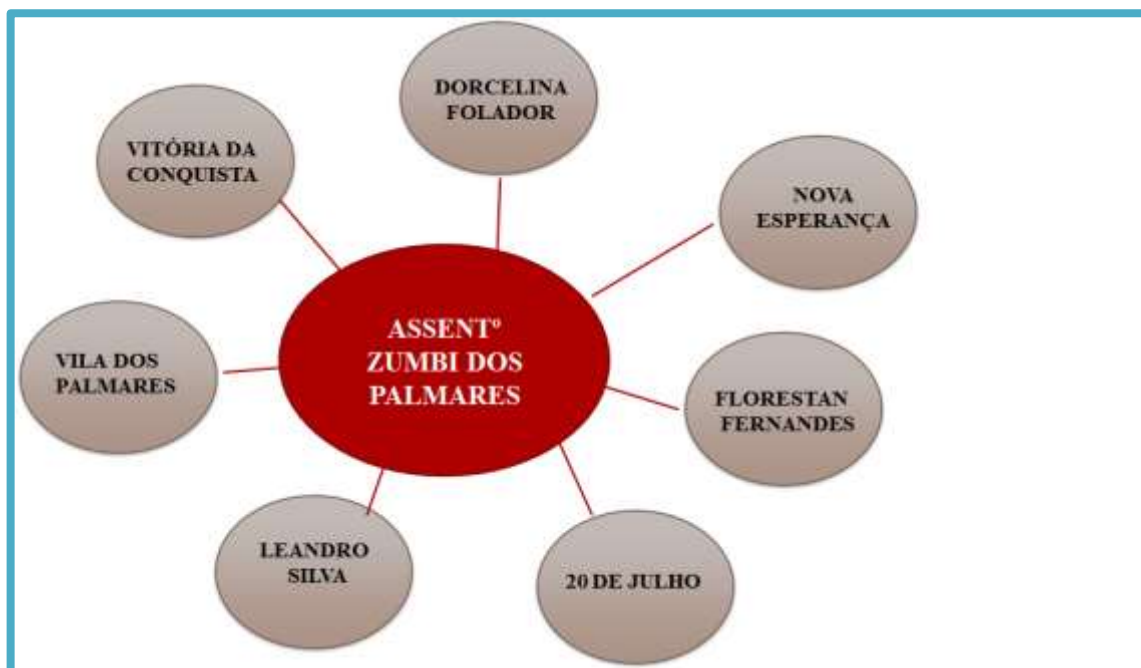 DORCELINA
FOLADOR
VITÓRIA DA
CONQUISTA
NOVA
ESPERANÇA
ASSENTº
ZUMBI DOS
PALMARES
VILA DOS
PALMARES
FLORESTAN
FERNANDES
LEANDRO
SILVA
20 DE JULHO